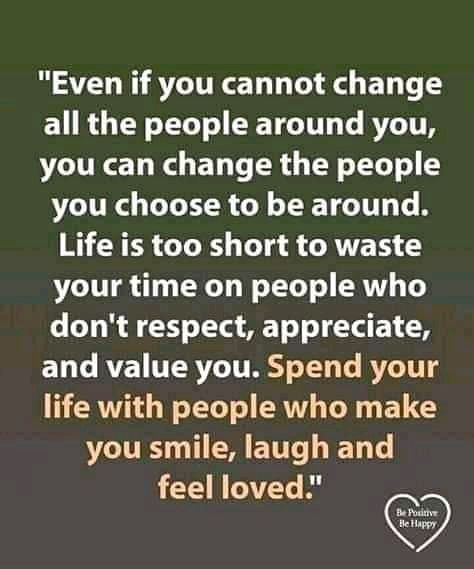 "Even if you cannot change
all the people around you,
you can change the people
you choose to be around.
Life is too short to waste
your time on people who
don't respect, appreciate,
and value you. Spend your
life with people who make
you smile, laugh and
feel loved."
Be Positive
Be Happy